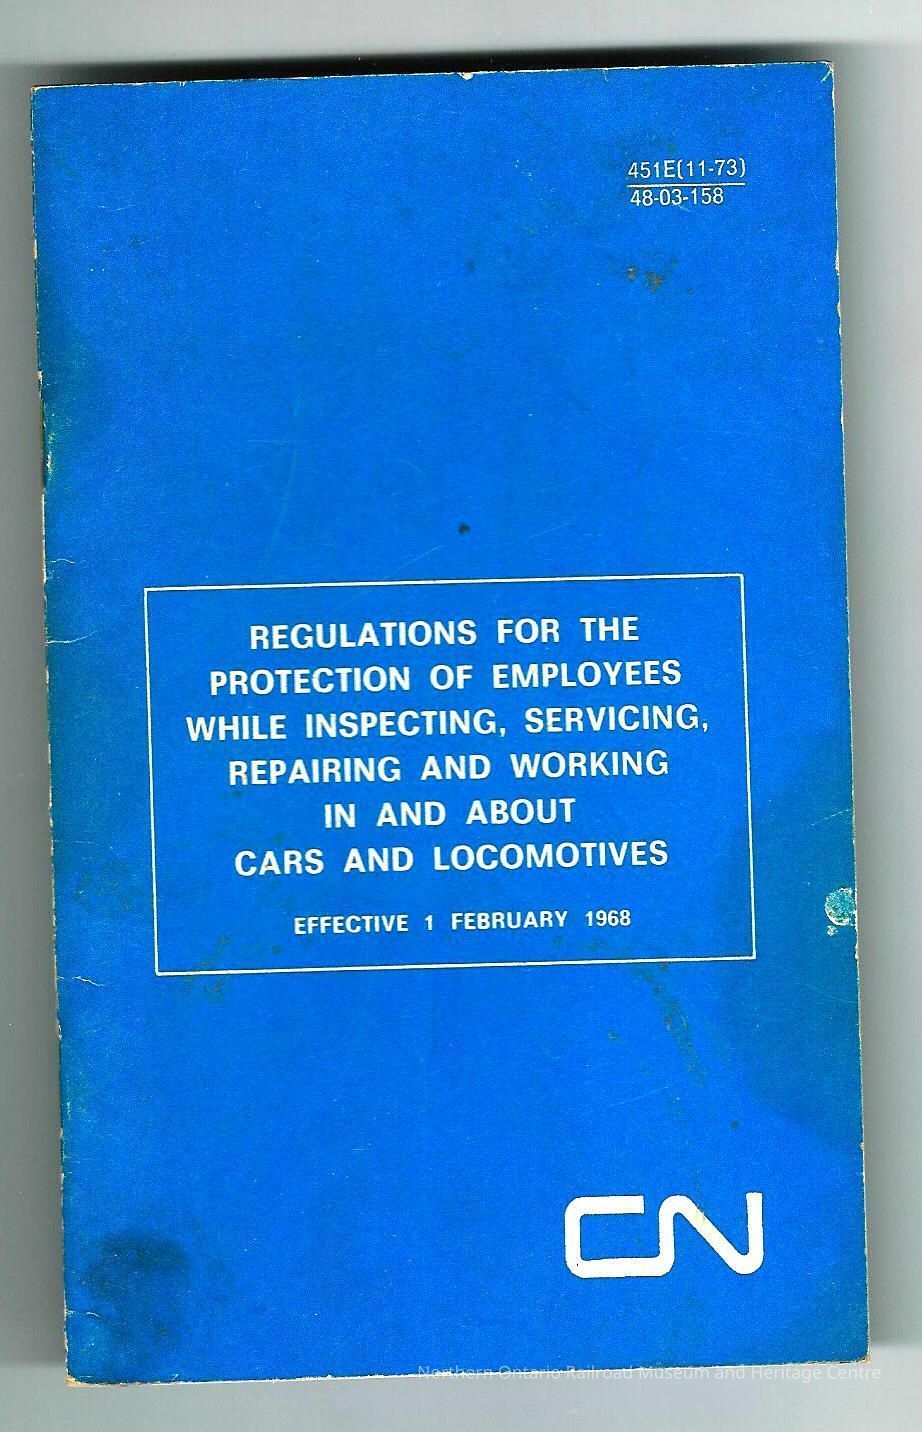 451E(11-73)
48-03-158
REGULATIONS FOR THE
PROTECTION OF EMPLOYEES
WHILE INSPECTING, SERVICING,
REPAIRING AND WORKING
IN AND ABOUT
CARS AND LOCOMOTIVES
EFFECTIVE 1 FEBRUARY 1968
CN
Northern Ontario Railroad Museum and Heritage Centre